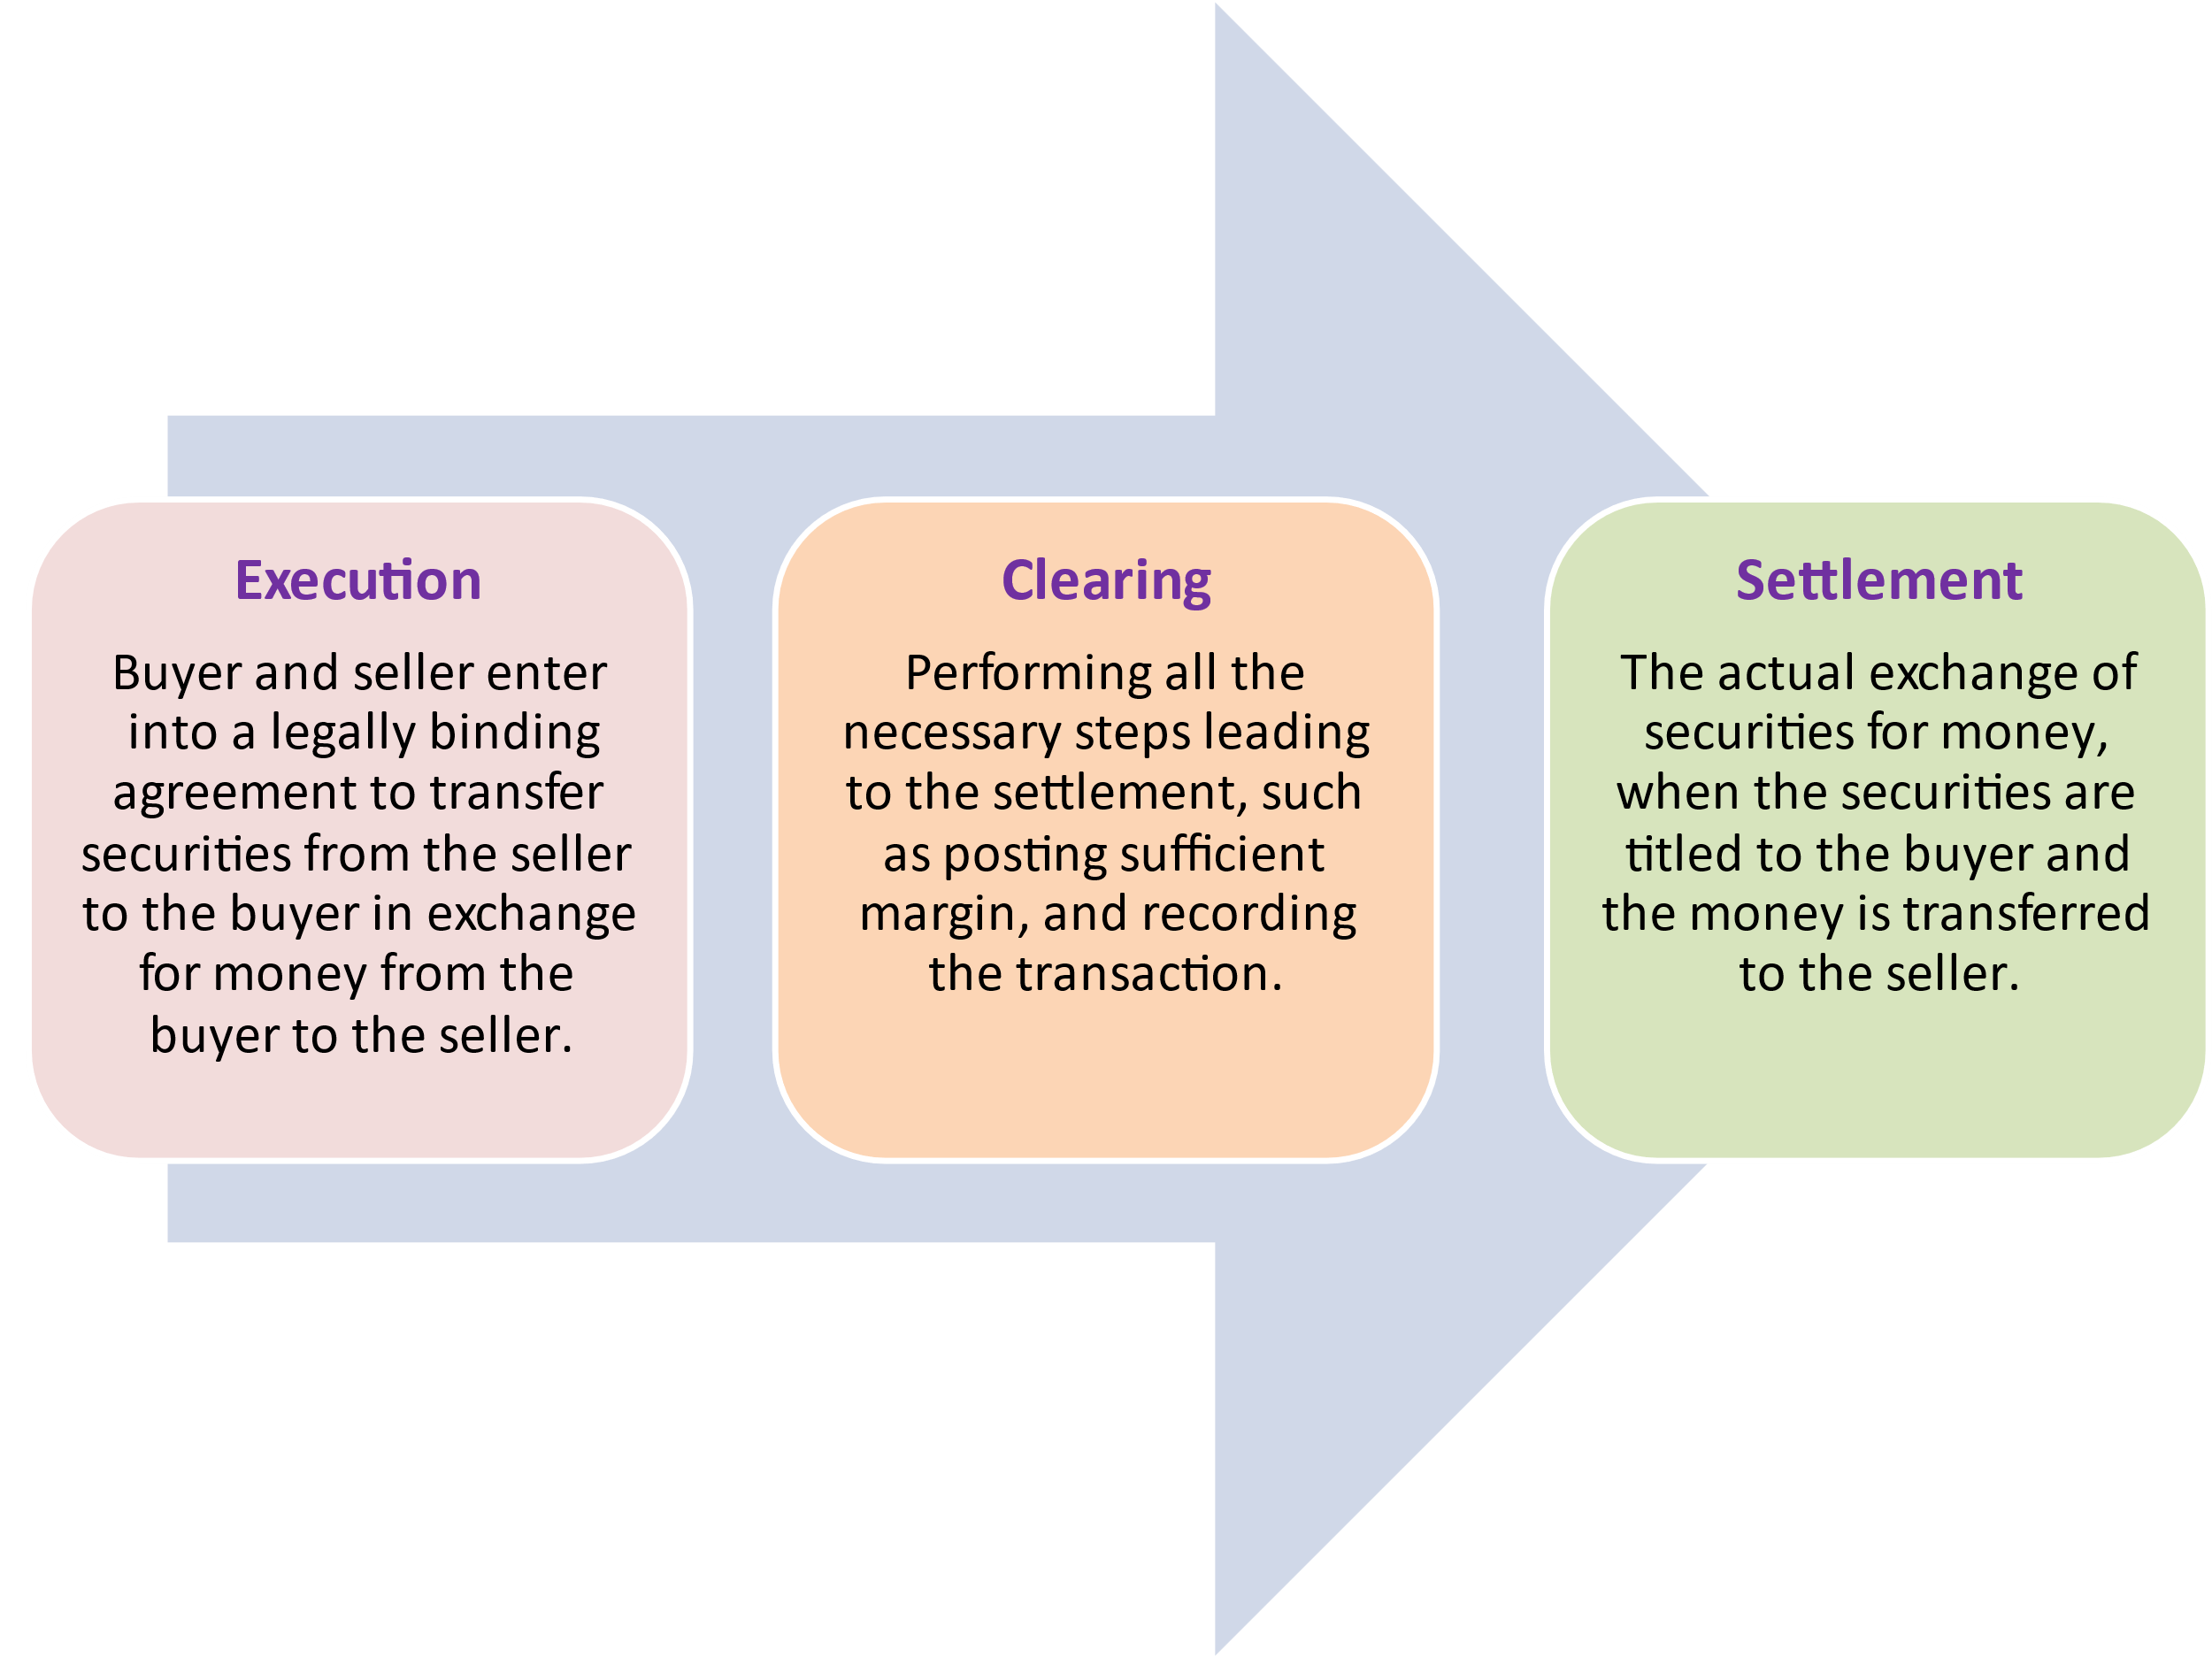 Execution
Buyer and seller enter
into a legally binding
agreement to transfer
securities from the seller
to the buyer in exchange
for money from the
buyer to the seller.
Clearing
Performing all the
necessary steps leading
to the settlement, such
as posting sufficient
margin, and recording
the transaction.
Settlement
The actual exchange of
securities for money,
when the securities are
titled to the buyer and
the money is transferred
to the seller.